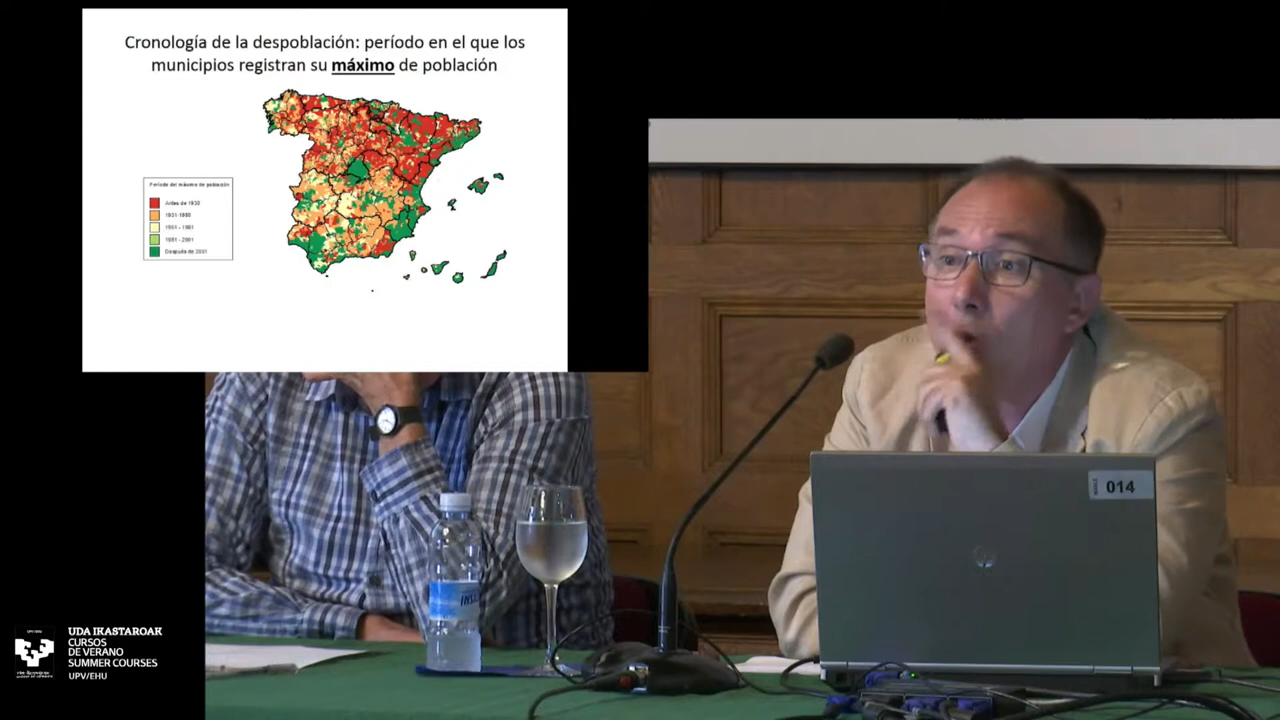 Cronología de la despoblación: período en el que los
municipios registran su máximo de población
Período del máximo de población
Antes de 1930
1931-1950
1951 - 1981
1981 - 2001
Después de 2001
014
UDA IKASTAROAK
CURSOS
DE VERANO
SUMMER COURSES
UPV/EHU